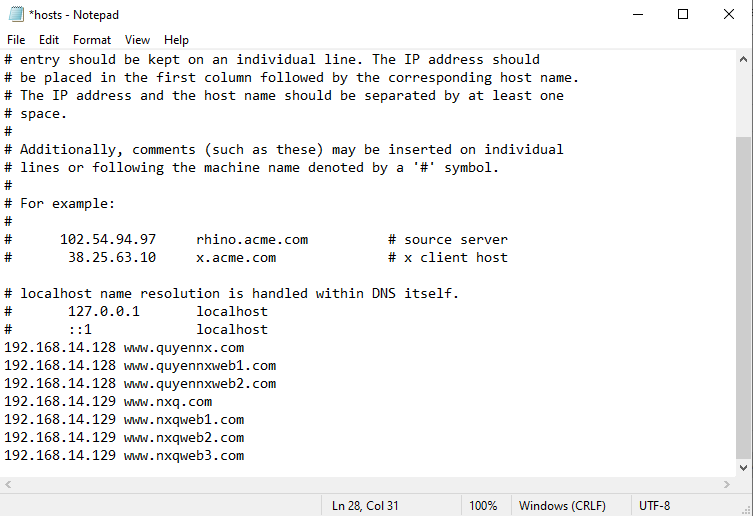 *hosts - Notepad
File Edit Format View Help
# entry should be kept on an individual line. The IP address should
# be placed in the first column followed by the corresponding host name.
# The IP address and the host name should be separated by at least one
# space.
#
# Additionally, comments (such as these) may be inserted on individual
# lines or following the machine name denoted by a '#' symbol.
#
# For example:
#
#      102.54.94.97     rhino.acme.com          # source server
#       38.25.63.10     x.acme.com              # x client host

# localhost name resolution is handled within DNS itself.
#       127.0.0.1       localhost
#       ::1             localhost
192.168.14.128 www.quyennx.com
192.168.14.128 www.quyennxweb1.com
192.168.14.128 www.quyennxweb2.com
192.168.14.129 www.nxq.com
192.168.14.129 www.nxqweb1.com
192.168.14.129 www.nxqweb2.com
192.168.14.129 www.nxqweb3.com
Ln 28, Col 31 100% Windows (CRLF) UTF-8